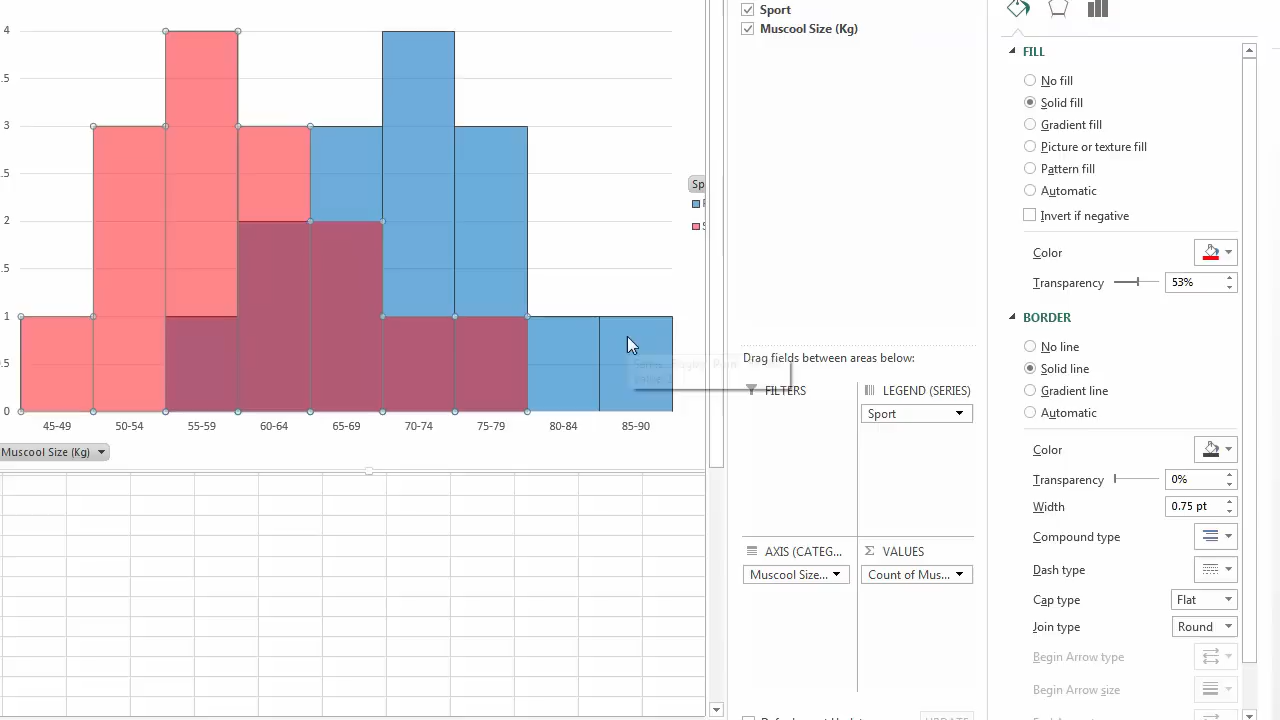 4
.5
3
.5
2
.5
1
0.5
0
45-49 50-54 55-59 60-64 65-69 70-74 75-79 80-84 85-90
Muscool Size (Kg)
Sp
Sport
Muscool Size (Kg)
Drag fields between areas below:
FILTERS
LEGEND (SERIES)
Sport
AXIS (CATEG...
Muscool Size...
VALUES
Count of Mus...
FILL
No fill
Solid fill
Gradient fill
Picture or texture fill
Pattern fill
Automatic
Invert if negative
Color
Transparency 53%
BORDER
No line
Solid line
Gradient line
Automatic
Color
Transparency 0%
Width 0.75 pt
Compound type
Dash type
Cap type Flat
Join type Round
Begin Arrow type
Begin Arrow size